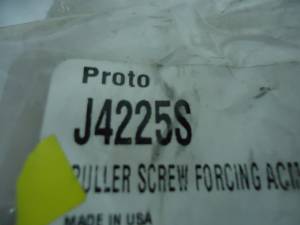 Proto
J4225S
PULLER SCREW FORCING ACM
MADE IN USA